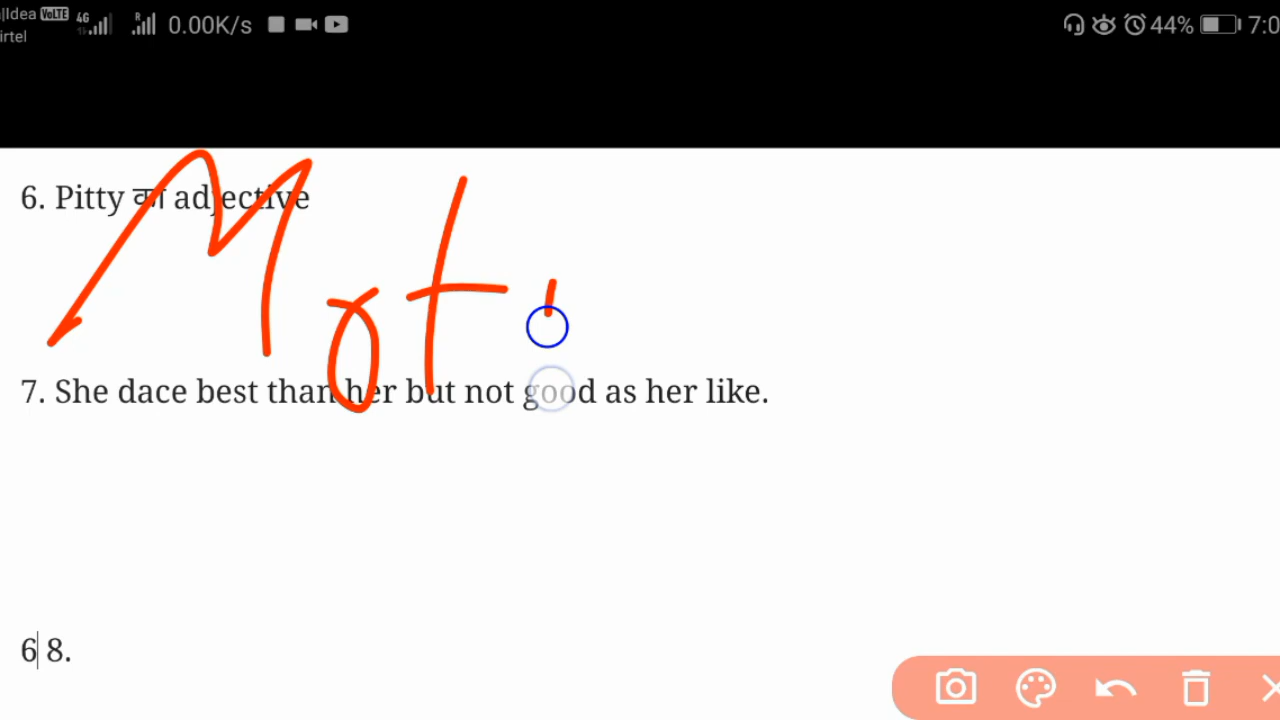 Idea VoLTE 4G R 0.00K/s 44% 7:0
irtel
6. Pitty का adjective
Mot
7. She dace best than her but not good as her like.
6 8.